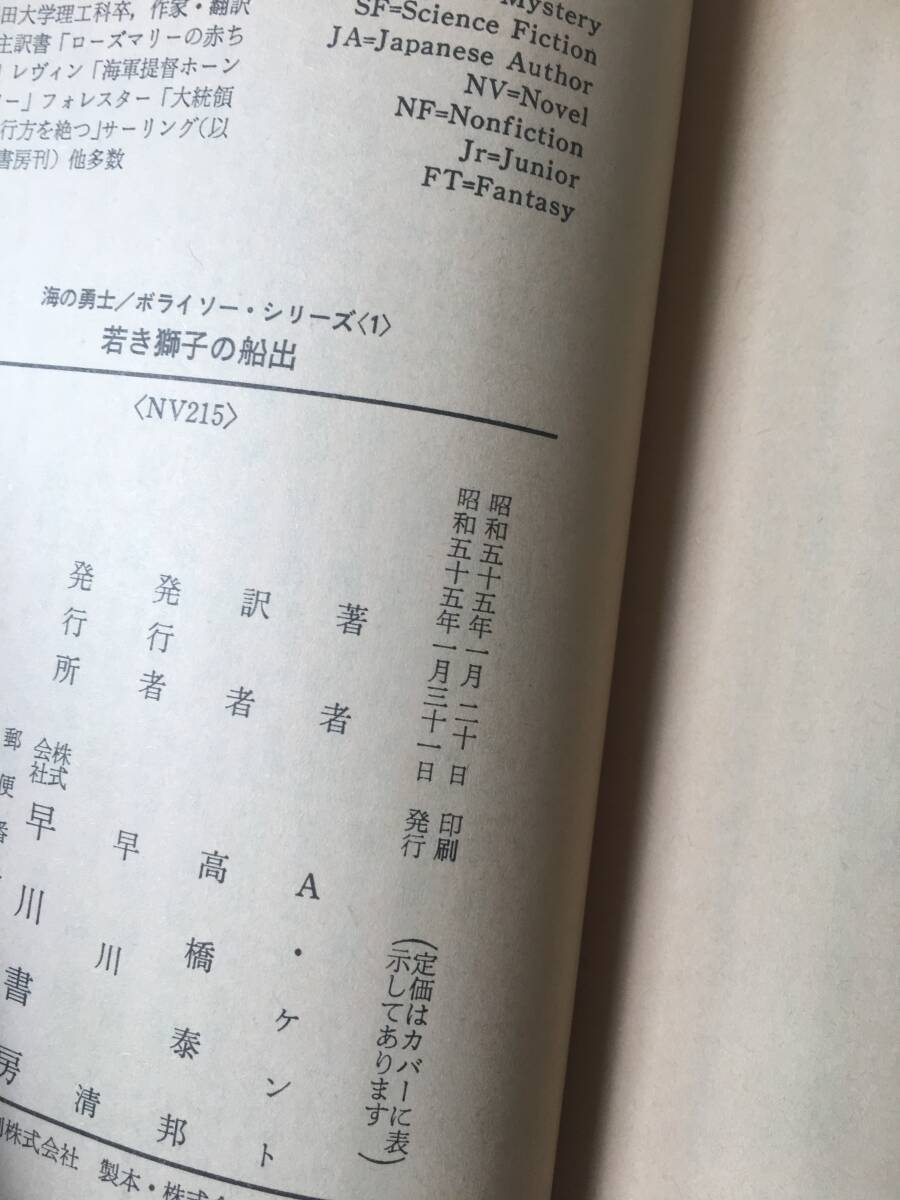 田大学理工科卒，作家・翻訳
主訳書「ローズマリーの赤ち
レヴィン「海軍提督ホーン
ー」フォレスター「大統領
行方を絶つ」サーリング(以
書房刊)他多数
Mystery
SF=Science Fiction
JA=Japanese Author
NV=Novel
NF=Nonfiction
Jr=Junior
FT=Fantasy
海の勇士/ボライソー・シリーズ〈1〉
若き獅子の船出
〈NV215〉
昭和五十五年一月二十日 印刷
昭和五十五年一月三十一日 発行
(定価はカバーに表
示してあります)
著者 A・ケント
訳者 高橋泰邦
発行者 早川清
発行所 株式会社 早川書房
郵便番
刷株式会社 製本・株式会